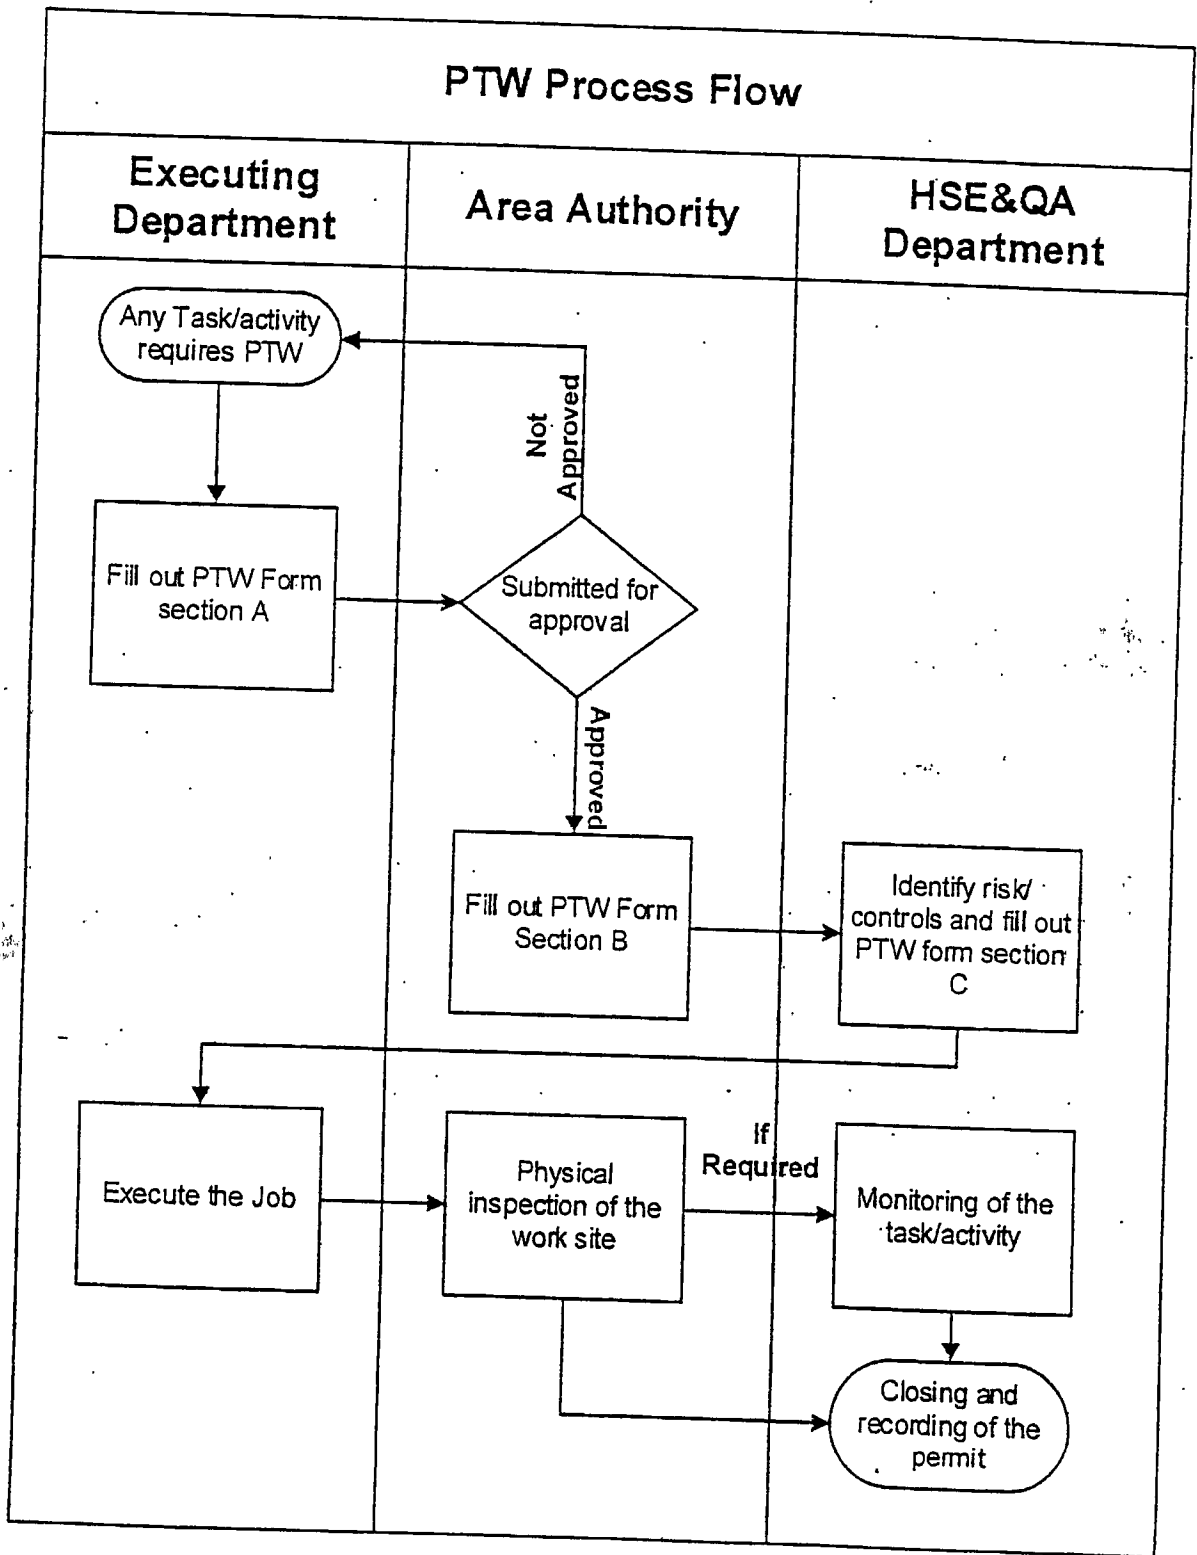 PTW Process Flow
Executing
Department
Area Authority
HSE&QA
Department
Any Task/activity
requires PTW
Not
Approved
Fill out PTW Form
section A
Submitted for
approval
Approved
Fill out PTW Form
Section B
Identify risk/
controls and fill out
PTW form section
C
Execute the Job
Physical
inspection of the
work site
If
Required
Monitoring of the
task/activity
Closing and
recording of the
permit